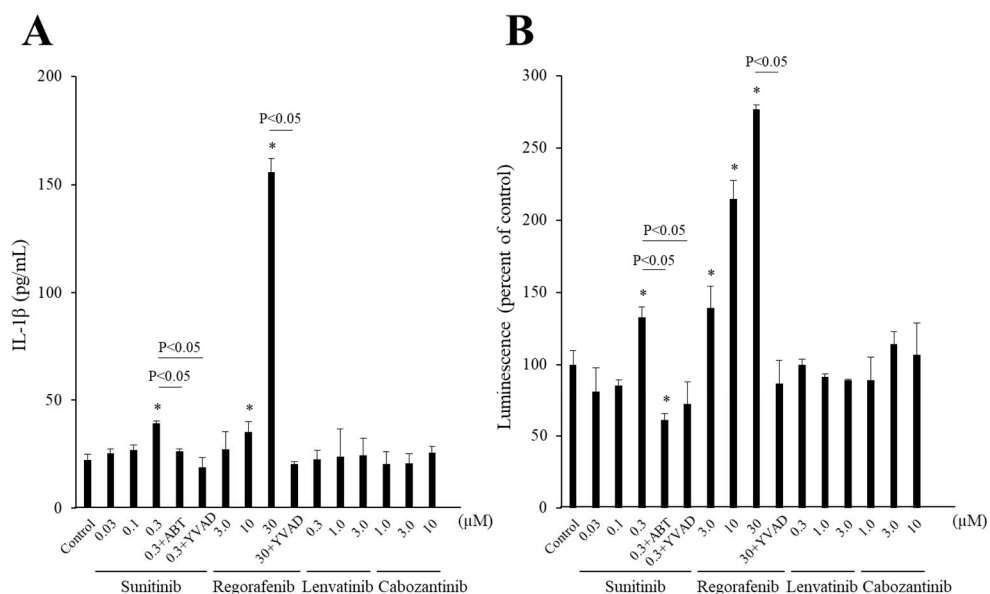 A
IL-1β (pg/mL)
200
150
100
50
0
P<0.05
P<0.05
*
*
P<0.05
*
Control
0.03
0.1
0.3
0.3+ABT
0.3+YVAD
3.0
10
30
30+YVAD
0.3
1.0
3.0
1.0
3.0
10
(μM)
Sunitinib Regorafenib Lenvatinib Cabozantinib
B
Luminescence (percent of control)
300
250
200
150
100
50
0
P<0.05
P<0.05
*
*
*
*
P<0.05
*
Control
0.03
0.1
0.3
0.3+ABT
0.3+YVAD
3.0
10
30
30+YVAD
0.3
1.0
3.0
1.0
3.0
10
(μM)
Sunitinib Regorafenib Lenvatinib Cabozantinib